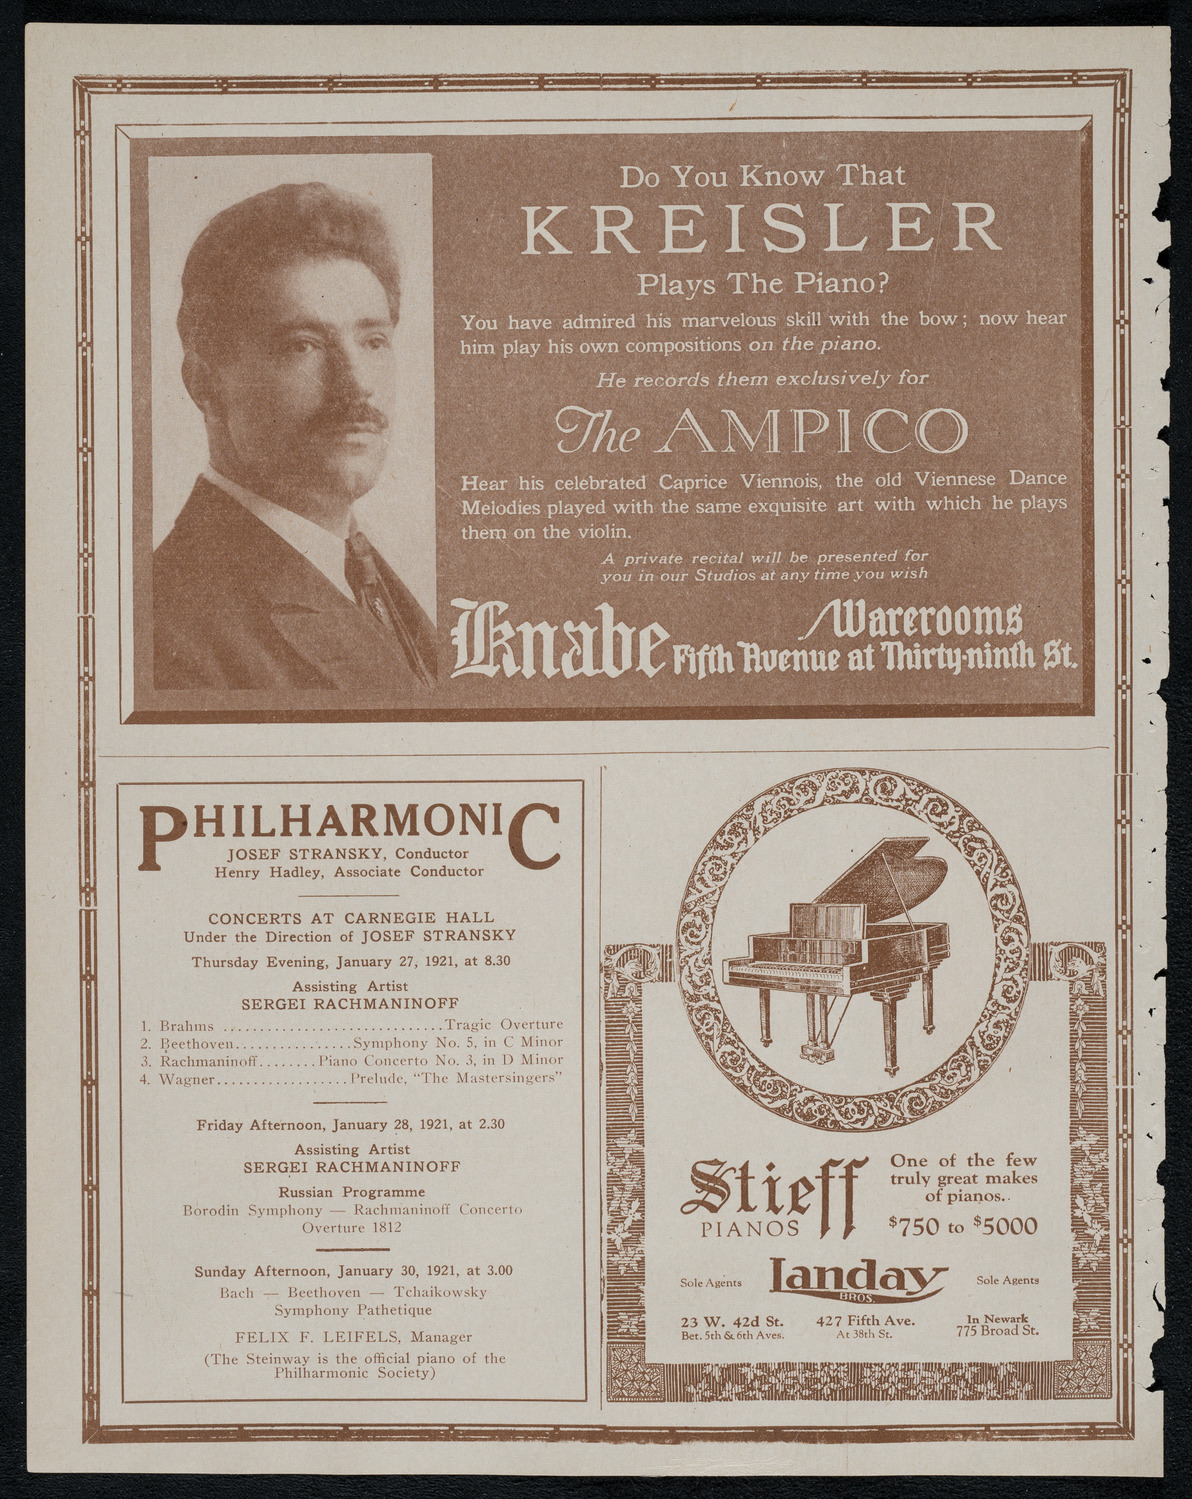 Do You Know That
KREISLER
Plays The Piano?
You have admired his marvelous skill with the bow; now hear
him play his own compositions on the piano.
He records them exclusively for
The AMPICO
Hear his celebrated Caprice Viennois, the old Viennese Dance
Melodies played with the same exquisite art with which he plays
them on the violin.
A private recital will be presented for
you in our Studios at any time you wish
Knabe Warerooms
Fifth Avenue at Thirty-ninth St.
PHILHARMONIC
JOSEF STRANSKY, Conductor
Henry Hadley, Associate Conductor
CONCERTS AT CARNEGIE HALL
Under the Direction of JOSEF STRANSKY
Thursday Evening, January 27, 1921, at 8.30
Assisting Artist
SERGEI RACHMANINOFF
1. Brahms ............................Tragic Overture
2. Beethoven...............Symphony No. 5, in C Minor
3. Rachmaninoff........Piano Concerto No. 3, in D Minor
4. Wagner.................Prelude, "The Mastersingers"
Friday Afternoon, January 28, 1921, at 2.30
Assisting Artist
SERGEI RACHMANINOFF
Russian Programme
Borodin Symphony — Rachmaninoff Concerto
Overture 1812
Sunday Afternoon, January 30, 1921, at 3.00
Bach — Beethoven — Tchaikowsky
Symphony Pathetique
FELIX F. LEIFELS, Manager
(The Steinway is the official piano of the
Philharmonic Society)
Stieff
PIANOS
One of the few
truly great makes
of pianos.
$750 to $5000
Sole Agents Landay Sole Agents
BROS.
23 W. 42d St. 427 Fifth Ave. In Newark
Bet. 5th & 6th Aves. At 38th St. 775 Broad St.